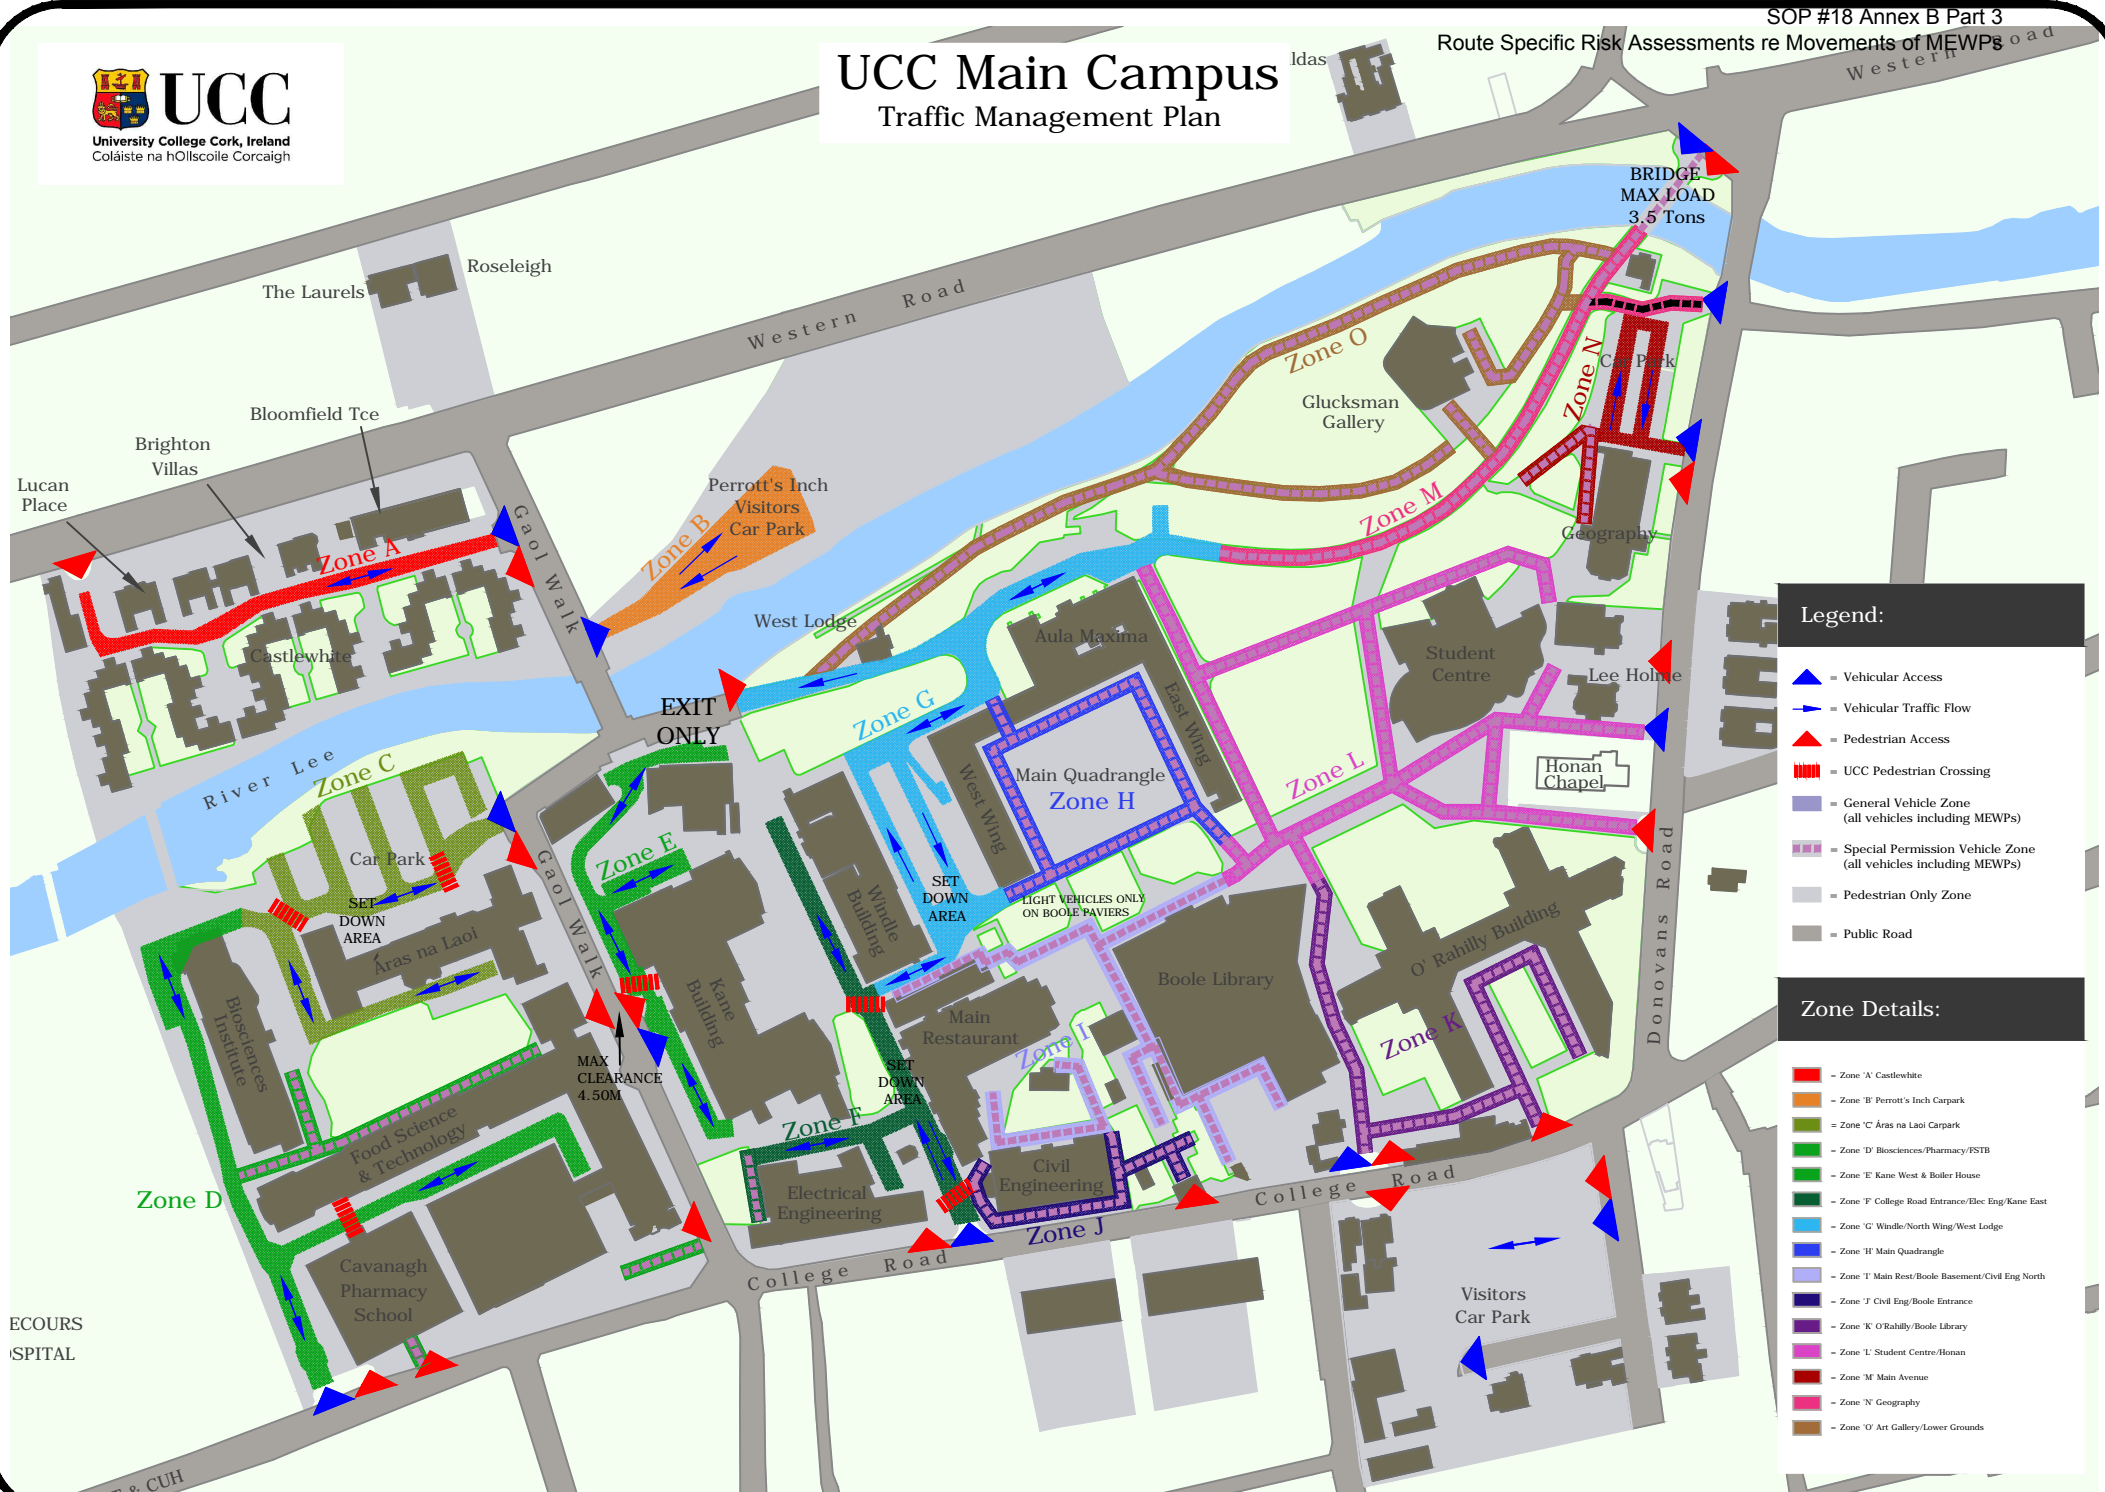 SOP #18 Annex B Part 3
Route Specific Risk Assessments re Movements of MEWPs
UCC
University College Cork, Ireland
Coláiste na hOllscoile Corcaigh
UCC Main Campus
Traffic Management Plan
ldas
Western Road
BRIDGE
MAX LOAD
3.5 Tons
Roseleigh
The Laurels
Western Road
Bloomfield Tce
Brighton
Villas
Lucan
Place
Zone A
Castlewhite
Gaol Walk
Perrott's Inch
Visitors
Car Park
Zone B
Zone O
Glucksman
Gallery
Zone N
Car Park
Zone M
Geography
West Lodge
Aula Maxima
Student
Centre
Lee Holme
EXIT
ONLY
Zone G
East Wing
West Wing
Main Quadrangle
Zone H
Zone L
Honan
Chapel
River Lee
Zone C
Car Park
SET
DOWN
AREA
Áras na Laoi
Gaol Walk
Zone E
Windle
Building
SET
DOWN
AREA
LIGHT VEHICLES ONLY
ON BOOLE PAVIERS
Kane
Building
Boole Library
O' Rahilly Building
Donovans Road
Biosciences
Institute
MAX
CLEARANCE
4.50M
Main
Restaurant
Zone I
Zone K
SET
DOWN
AREA
Food Science
& Technology
Zone F
Zone D
Electrical
Engineering
Civil
Engineering
Zone J
College Road
College Road
Cavanagh
Pharmacy
School
Visitors
Car Park
ECOURS
SPITAL
& CUH
Legend:
= Vehicular Access
= Vehicular Traffic Flow
= Pedestrian Access
= UCC Pedestrian Crossing
= General Vehicle Zone
(all vehicles including MEWPs)
= Special Permission Vehicle Zone
(all vehicles including MEWPs)
= Pedestrian Only Zone
= Public Road
Zone Details:
= Zone 'A' Castlewhite
= Zone 'B' Perrott's Inch Carpark
= Zone 'C' Áras na Laoi Carpark
= Zone 'D' Biosciences/Pharmacy/FSTB
= Zone 'E' Kane West & Boiler House
= Zone 'F' College Road Entrance/Elec Eng/Kane East
= Zone 'G' Windle/North Wing/West Lodge
= Zone 'H' Main Quadrangle
= Zone 'I' Main Rest/Boole Basement/Civil Eng North
= Zone 'J' Civil Eng/Boole Entrance
= Zone 'K' O'Rahilly/Boole Library
= Zone 'L' Student Centre/Honan
= Zone 'M' Main Avenue
= Zone 'N' Geography
= Zone 'O' Art Gallery/Lower Grounds